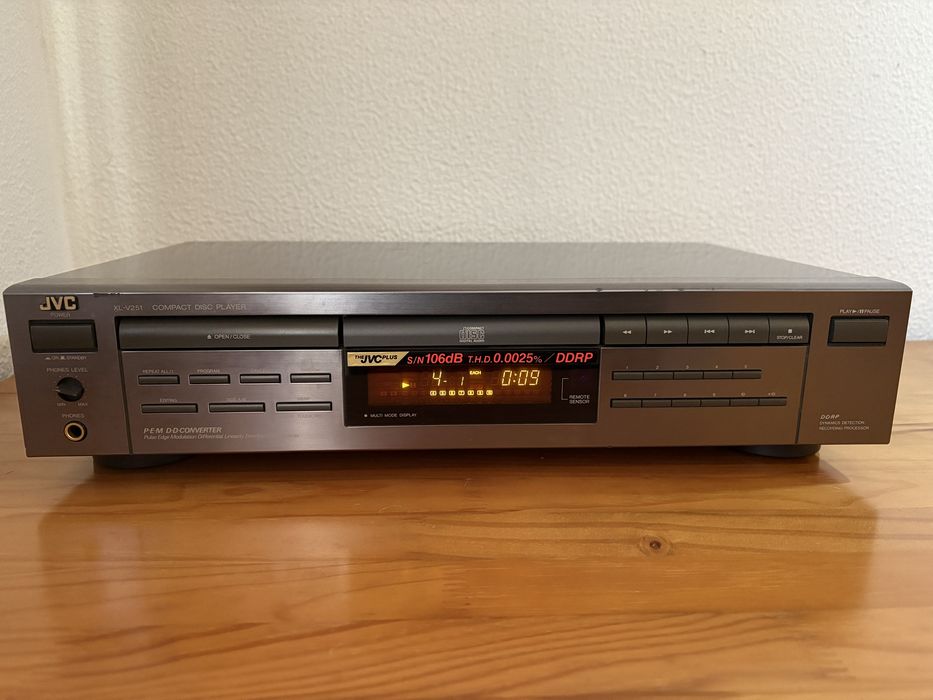 JVC
XL-V251 COMPACT DISC PLAYER
POWER
ON STANDBY
PHONES LEVEL
MIN MAX
PHONES
OPEN/CLOSE
REPEAT ALL/1
PROGRAM
EDITING
P·E·M D·D·CONVERTER
Pulse Edge Modulation Differential Linearity
COMPACT
disc
DIGITAL AUDIO
THE JVC PLUS S/N 106dB T.H.D. 0.0025% / DDRP
EACH
4- 1 0:09
REMOTE
SENSOR
MULTI MODE DISPLAY
STOP/CLEAR
1 2 3 4 5
6 7 8 9 10 +10
PLAY / PAUSE
DDRP
DYNAMICS DETECTION
RECORDING PROCESSOR